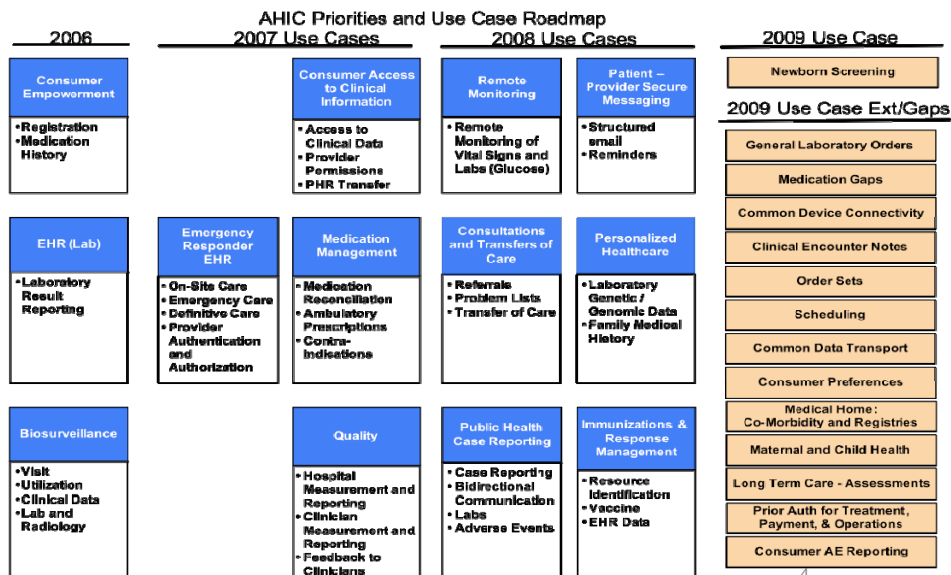 AHIC Priorities and Use Case Roadmap
2006
2007 Use Cases
2008 Use Cases
2009 Use Case
Consumer
Empowerment
•Registration
•Medication
History
Consumer Access
to Clinical
Information
• Access to
Clinical Data
• Provider
Permissions
• PHR Transfer
Remote
Monitoring
• Remote
Monitoring of
Vital Signs and
Labs (Glucose)
Patient –
Provider Secure
Messaging
•Structured
email
•Reminders
Newborn Screening
2009 Use Case Ext/Gaps
General Laboratory Orders
Medication Gaps
Common Device Connectivity
Clinical Encounter Notes
Order Sets
Scheduling
Common Data Transport
Consumer Preferences
Medical Home:
Co-Morbidity and Registries
Maternal and Child Health
Long Term Care - Assessments
Prior Auth for Treatment,
Payment, & Operations
Consumer AE Reporting
EHR (Lab)
•Laboratory
Result
Reporting
Emergency
Responder
EHR
•On-Site Care
•Emergency Care
•Definitive Care
•Provider
Authentication
and
Authorization
Medication
Management
•Medication
Reconciliation
•Ambulatory
Prescriptions
•Contra-
Indisations
Consultations
and Transfers of
Care
•Referrals
•Problem Lists
•Transfer of Care
Personalized
Healthcare
•Laboratory
Genetic /
Genomic Data
•Family Medical
History
Biosurveillance
•Visit
•Utilization
•Clinical Data
•Lab and
Radiology
Quality
•Hospital
Measurement and
Reporting
•Clinician
Measurement and
Reporting
•Feedback to
Clinicians
Public Health
Case Reporting
•Case Reporting
•Bidirectional
Communication
•Labs
•Adverse Events
Immunizations &
Response
Management
•Resource
Identification
•Vaccine
•EHR Data